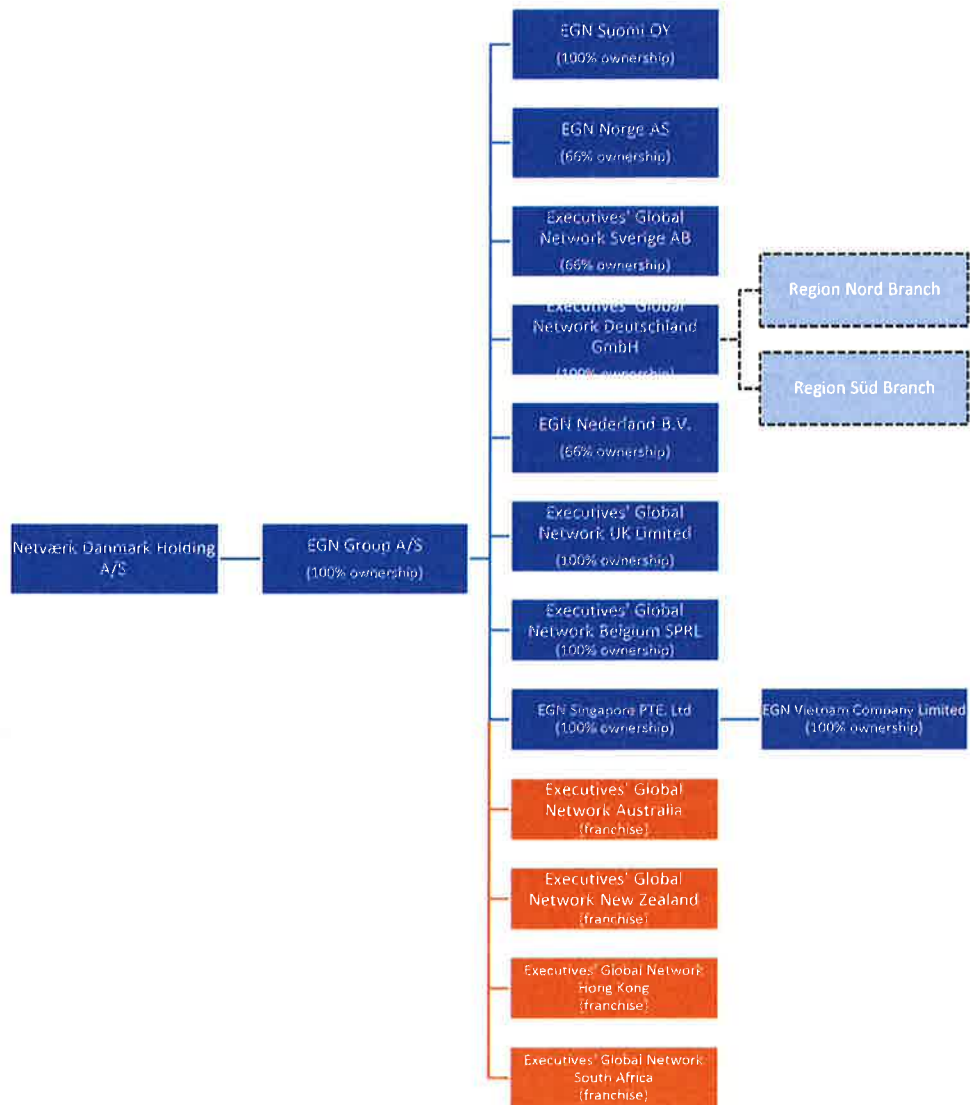 EGN Suomi OY
(100% ownership)
EGN Norge AS
(66% ownership)
Executives' Global
Network Sverige AB
(66% ownership)
Executives' Global
Network Deutschland
GmbH
(100% ownership)
Region Nord Branch
Region Süd Branch
EGN Nederland B.V.
(66% ownership)
Netværk Danmark Holding
A/S
EGN Group A/S
(100% ownership)
Executives' Global
Network UK Limited
(100% ownership)
Executives' Global
Network Belgium SPRL
(100% ownership)
EGN Singapore PTE. Ltd
(100% ownership)
EGN Vietnam Company Limited
(100% ownership)
Executives' Global
Network Australia
(franchise)
Executives' Global
Network New Zealand
(franchise)
Executives' Global Network
Hong Kong
(franchise)
Executives' Global Network
South Africa
(franchise)